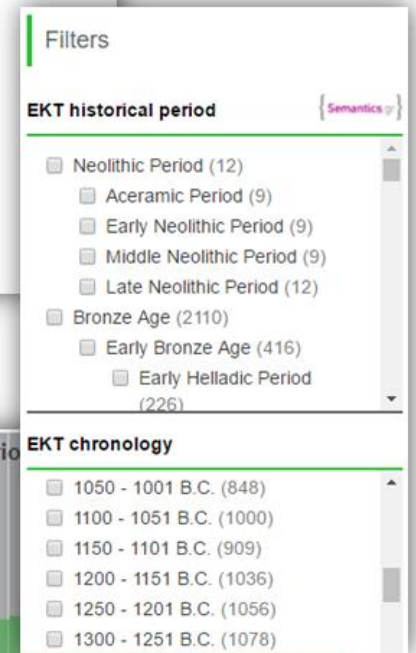 Filters
EKT historical period
{Semantics.gr}
Neolithic Period (12)
Aceramic Period (9)
Early Neolithic Period (9)
Middle Neolithic Period (9)
Late Neolithic Period (12)
Bronze Age (2110)
Early Bronze Age (416)
Early Helladic Period
(226)
EKT chronology
1050 - 1001 B.C. (848)
1100 - 1051 B.C. (1000)
1150 - 1101 B.C. (909)
1200 - 1151 B.C. (1036)
1250 - 1201 B.C. (1056)
1300 - 1251 B.C. (1078)